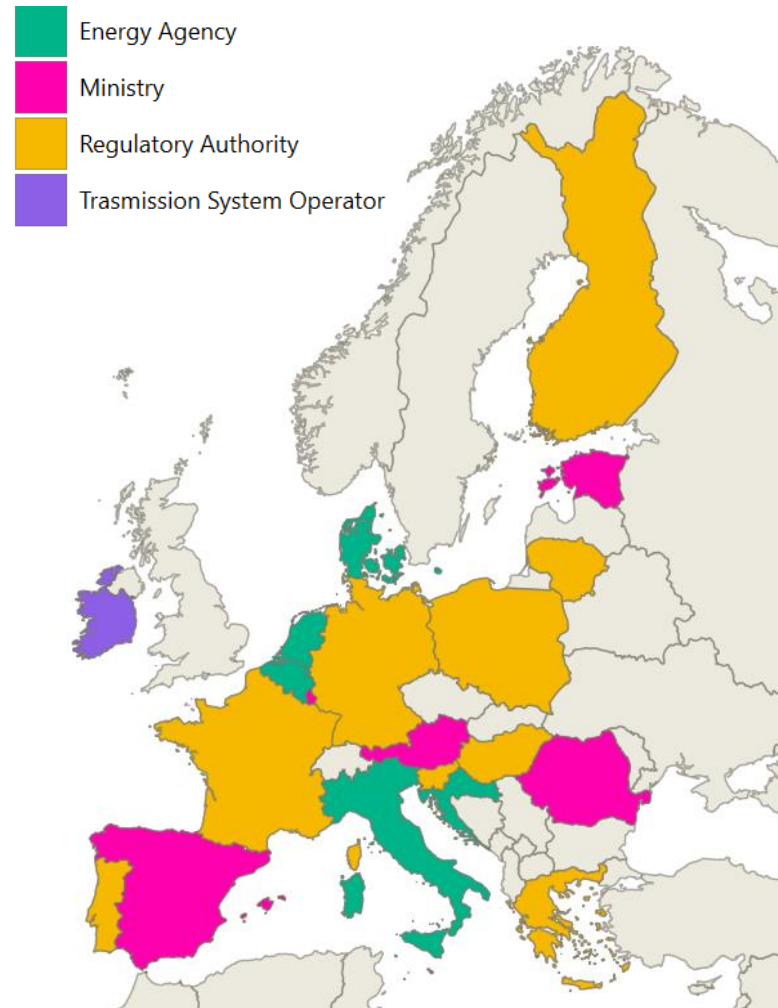 Energy Agency
Ministry
Regulatory Authority
Trasmission System Operator